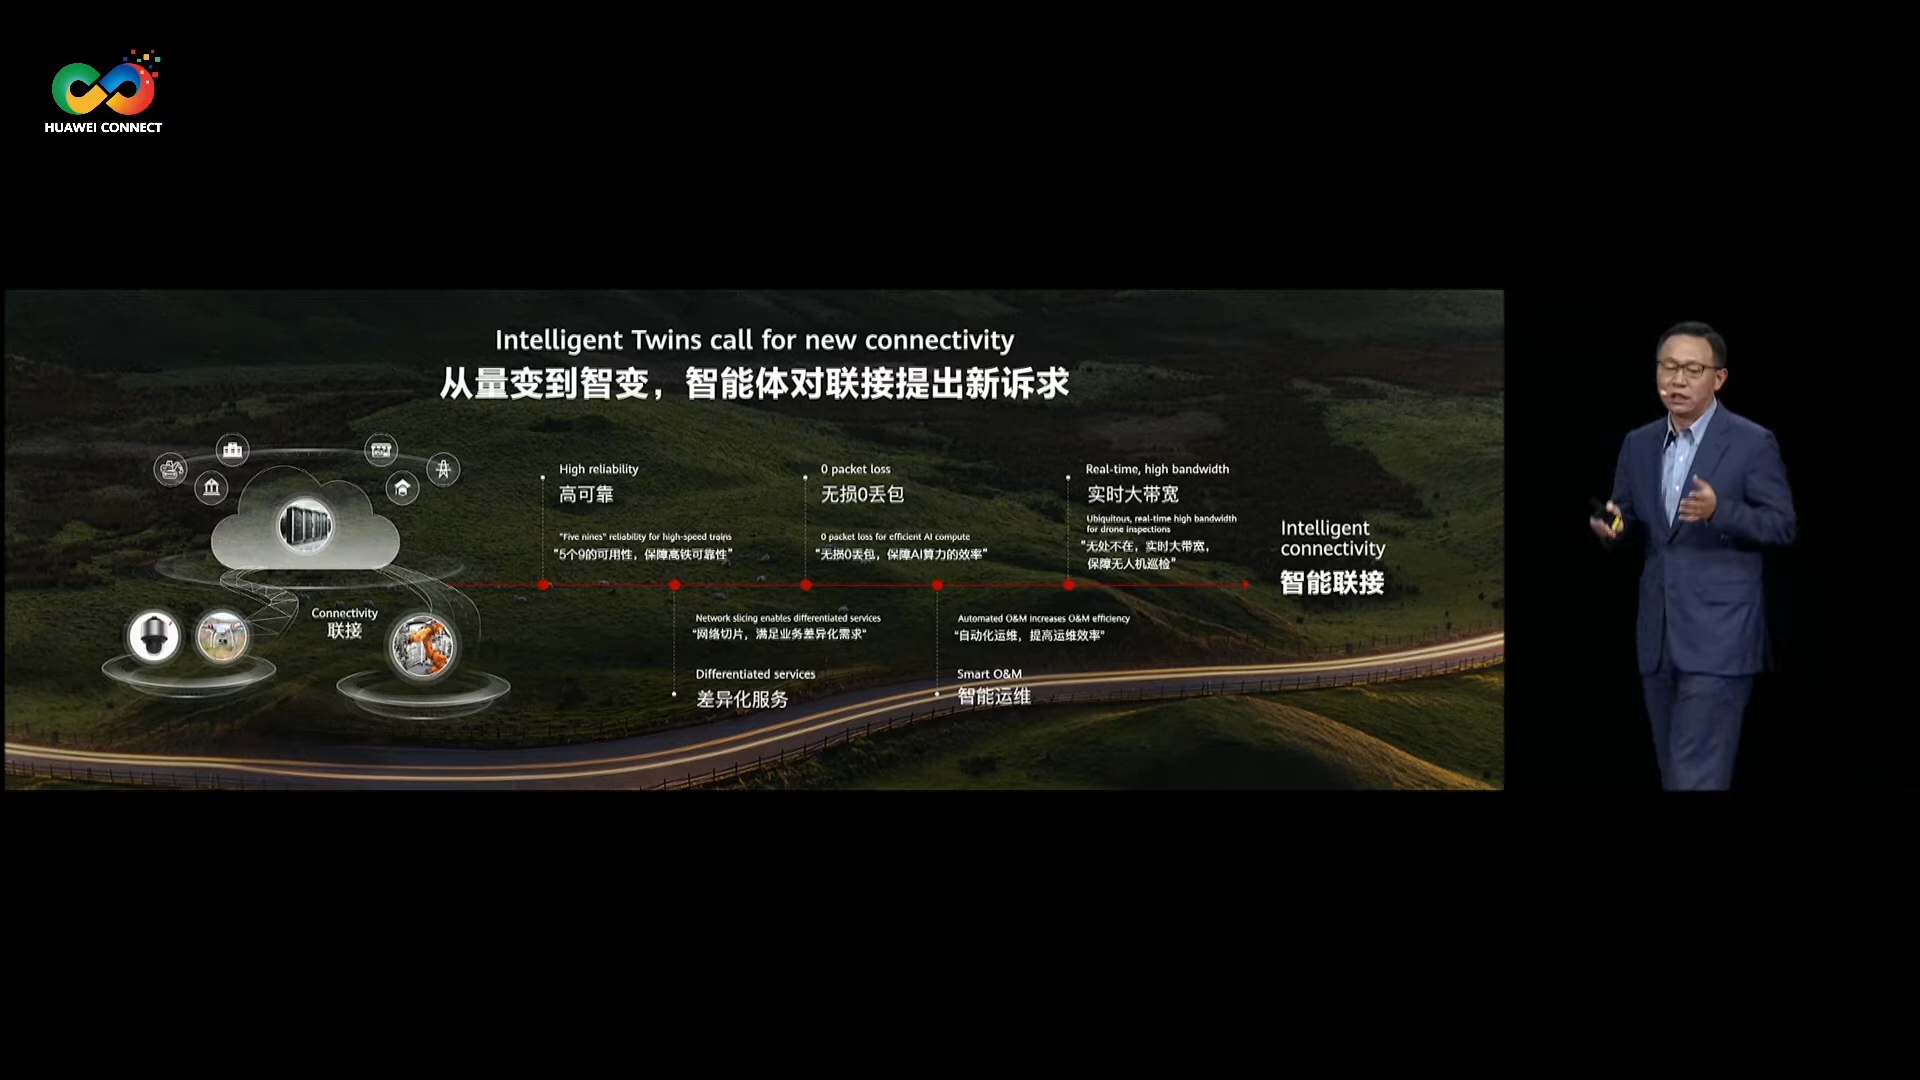 HUAWEI CONNECT
Intelligent Twins call for new connectivity
从量变到智变，智能体对联接提出新诉求
High reliability
高可靠
"Five nines" reliability for high-speed trains
“5个9的可用性，保障高铁可靠性”
0 packet loss
无损0丢包
0 packet loss for efficient AI compute
“无损0丢包，保障AI算力的效率”
Real-time, high bandwidth
实时大带宽
Ubiquitous, real-time high bandwidth
for drone inspections
“无处不在，实时大带宽，
保障无人机巡检”
Intelligent
connectivity
智能联接
Connectivity
联接
Network slicing enables differentiated services
“网络切片，满足业务差异化需求”
Differentiated services
差异化服务
Automated O&M increases O&M efficiency
“自动化运维，提高运维效率”
Smart O&M
智能运维